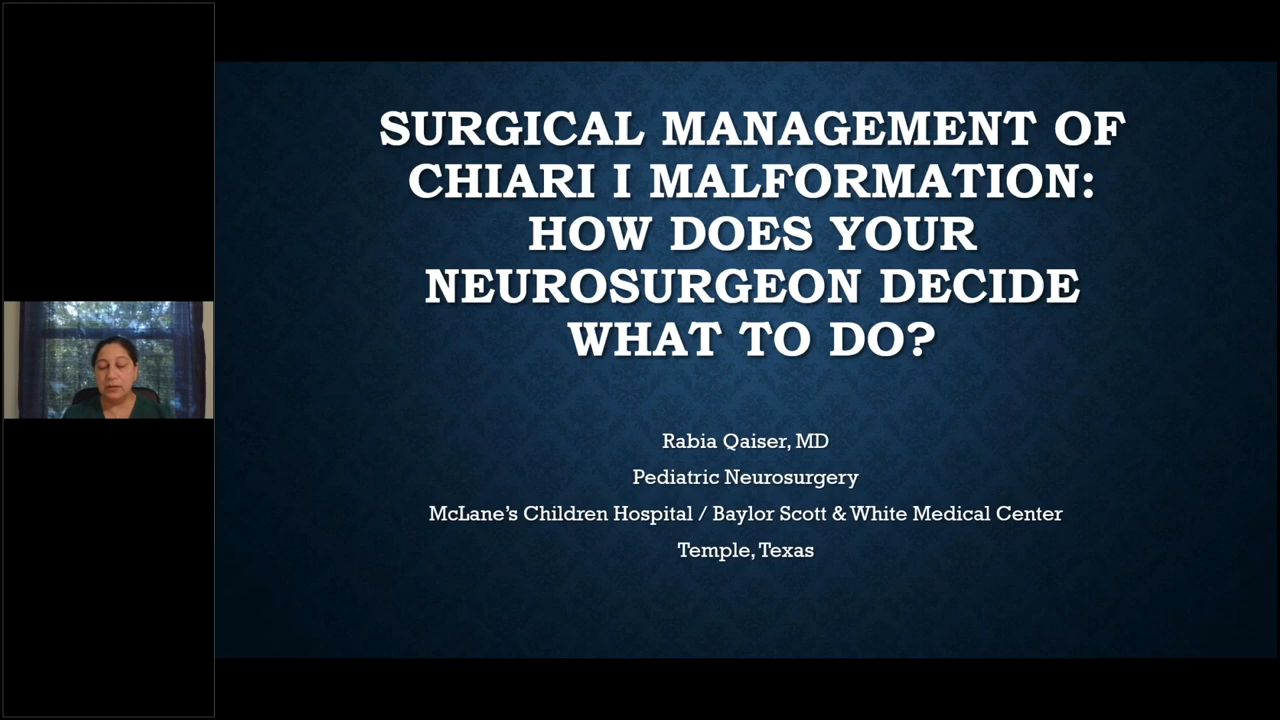 SURGICAL MANAGEMENT OF
CHIARI I MALFORMATION:
HOW DOES YOUR
NEUROSURGEON DECIDE
WHAT TO DO?
Rabia Qaiser, MD
Pediatric Neurosurgery
McLane's Children Hospital / Baylor Scott & White Medical Center
Temple, Texas